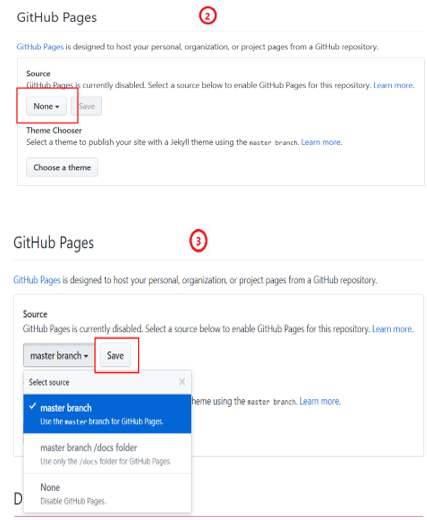 GitHub Pages
2
GitHub Pages is designed to host your personal, organization, or project pages from a GitHub repository.
Source
GitHub Pages is currently disabled. Select a source below to enable GitHub Pages for this repository. Learn more.
None Save
Theme Chooser
Select a theme to publish your site with a Jekyll theme using the master branch. Learn more.
Choose a theme
GitHub Pages
3
GitHub Pages is designed to host your personal, organization, or project pages from a GitHub repository.
Source
GitHub Pages is currently disabled. Select a source below to enable GitHub Pages for this repository. Learn more.
master branch Save
Select source
master branch
heme using the master branch. Learn more.
Use the master branch for GitHub Pages.
master branch /docs folder
Use only the /docs folder for GitHub Pages.
None
Disable GitHub Pages.
D